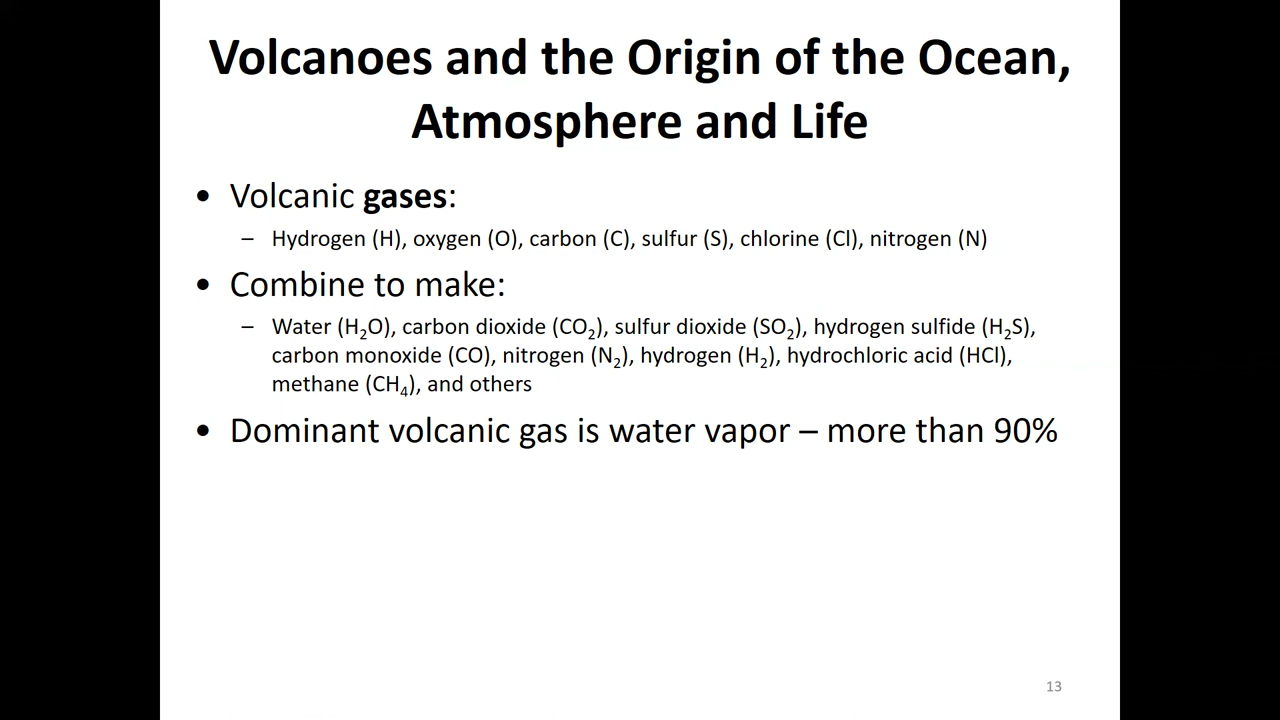 Volcanoes and the Origin of the Ocean,
Atmosphere and Life
• Volcanic gases:
– Hydrogen (H), oxygen (O), carbon (C), sulfur (S), chlorine (Cl), nitrogen (N)
• Combine to make:
– Water (H₂O), carbon dioxide (CO₂), sulfur dioxide (SO₂), hydrogen sulfide (H₂S),
carbon monoxide (CO), nitrogen (N₂), hydrogen (H₂), hydrochloric acid (HCl),
methane (CH₄), and others
• Dominant volcanic gas is water vapor – more than 90%
13